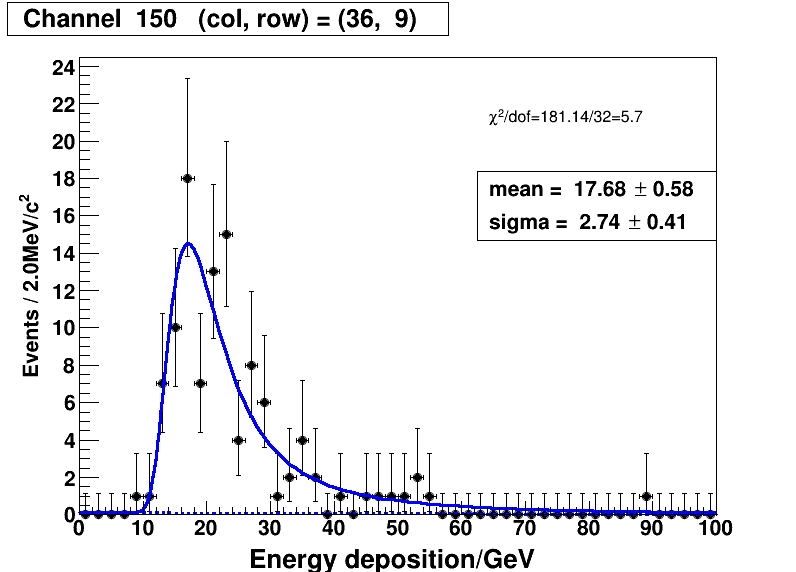 Channel 150 (col, row) = (36, 9)
χ²/dof=181.14/32=5.7
mean = 17.68 ± 0.58
sigma = 2.74 ± 0.41
Events / 2.0MeV/c²
24
22
20
18
16
14
12
10
8
6
4
2
0
0 10 20 30 40 50 60 70 80 90 100
Energy deposition/GeV